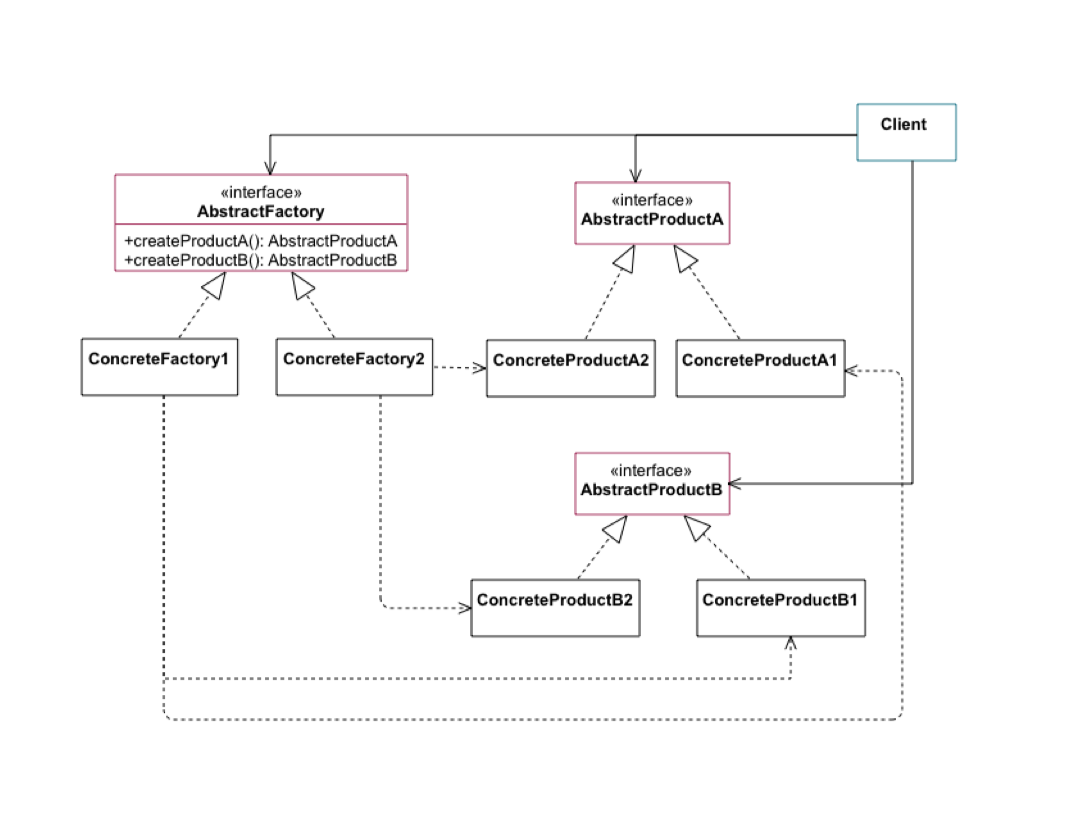 Client
«interface»
AbstractFactory
+createProductA(): AbstractProductA
+createProductB(): AbstractProductB
«interface»
AbstractProductA
ConcreteFactory1
ConcreteFactory2
ConcreteProductA2
ConcreteProductA1
«interface»
AbstractProductB
ConcreteProductB2
ConcreteProductB1